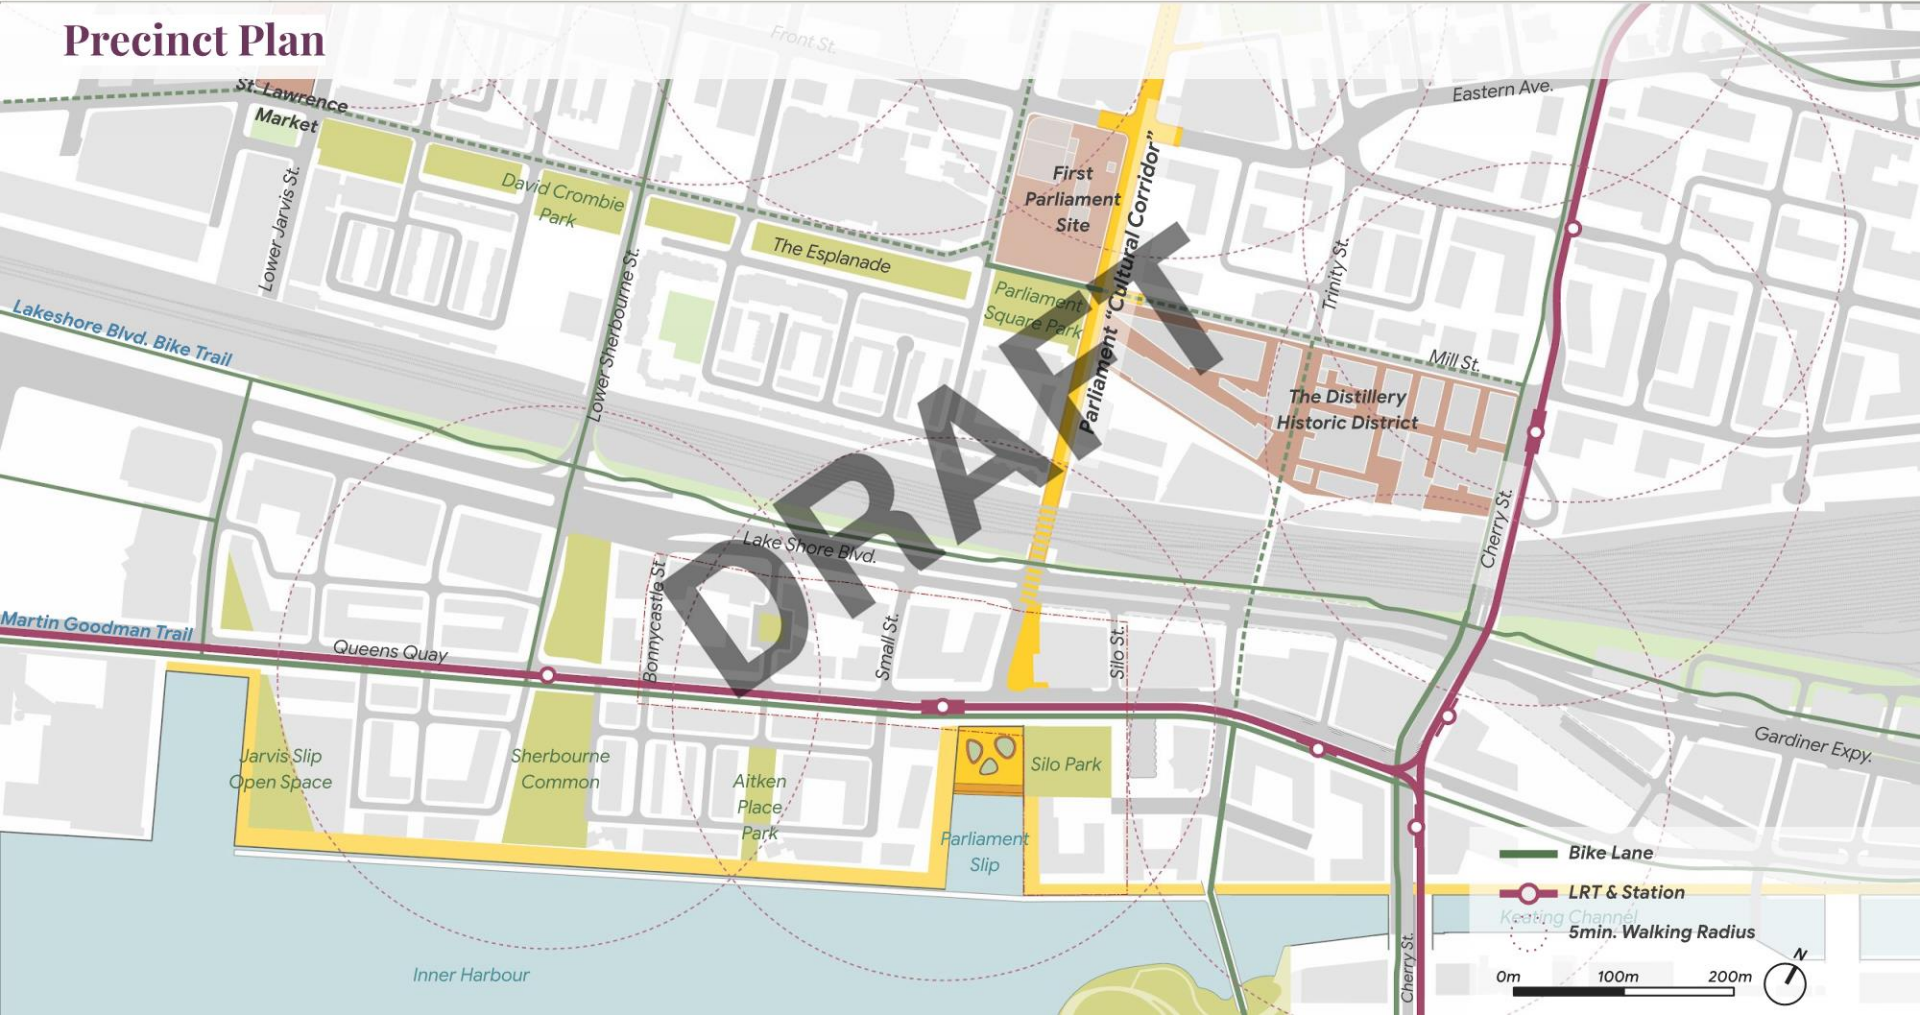 Precinct Plan
Front St.
Eastern Ave.
St. Lawrence
Market
First
Parliament
Site
Parliament "Cultural Corridor"
David Crombie
Park
Lower Jarvis St.
The Esplanade
Lower Sherbourne St.
Trinity St.
Parliament
Square Park
Lakeshore Blvd. Bike Trail
Mill St.
The Distillery
Historic District
DRAFT
Cherry St.
Lake Shore Blvd.
Bonnycastle St
Small St.
Silo St.
Martin Goodman Trail
Queens Quay
Gardiner Expy.
Jarvis Slip
Open Space
Sherbourne
Common
Aitken
Place
Park
Silo Park
Parliament
Slip
Inner Harbour
Cherry St.
Bike Lane
LRT & Station
Keating Channel
5min. Walking Radius
N
0m 100m 200m